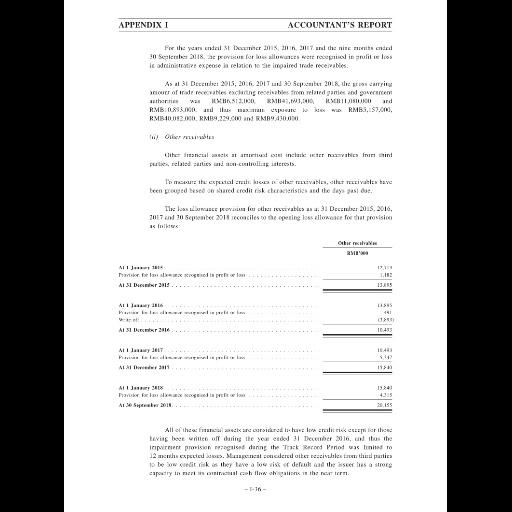 APPENDIX I ACCOUNTANT'S REPORT
For the years ended 31 December 2015, 2016, 2017 and the nine months ended
30 September 2018, the provision for loss allowances were recognised in profit or loss
in administrative expense in relation to the impaired trade receivables.
As at 31 December 2015, 2016, 2017 and 30 September 2018, the gross carrying
amount of trade receivables excluding receivables from related parties and government
authorities was RMB6,512,000, RMB41,693,000, RMB11,080,000 and
RMB10,895,000, and thus maximum exposure to loss was RMB5,157,000,
RMB40,082,000, RMB9,229,000 and RMB9,430,000.
(ii) Other receivables
Other financial assets at amortised cost include other receivables from third
parties, related parties and non-controlling interests.
To measure the expected credit losses of other receivables, other receivables have
been grouped based on shared credit risk characteristics and the days past due.
The loss allowance provision for other receivables as at 31 December 2015, 2016,
2017 and 30 September 2018 reconciles to the opening loss allowance for that provision
as follows:
Other receivables
RMB'000
At 1 January 2015 12,713
Provision for loss allowance recognised in profit or loss 1,182
At 31 December 2015 13,895
At 1 January 2016 13,895
Provision for loss allowance recognised in profit or loss 491
Write off (3,893)
At 31 December 2016 10,493
At 1 January 2017 10,493
Provision for loss allowance recognised in profit or loss 5,347
At 31 December 2017 15,840
At 1 January 2018 15,840
Provision for loss allowance recognised in profit or loss 4,315
At 30 September 2018 20,155
All of these financial assets are considered to have low credit risk except for those
having been written off during the year ended 31 December 2016, and thus the
impairment provision recognised during the Track Record Period was limited to
12 months expected losses. Management considered other receivables from third parties
to be low credit risk as they have a low risk of default and the issuer has a strong
capacity to meet its contractual cash flow obligations in the near term.
– I-36 –